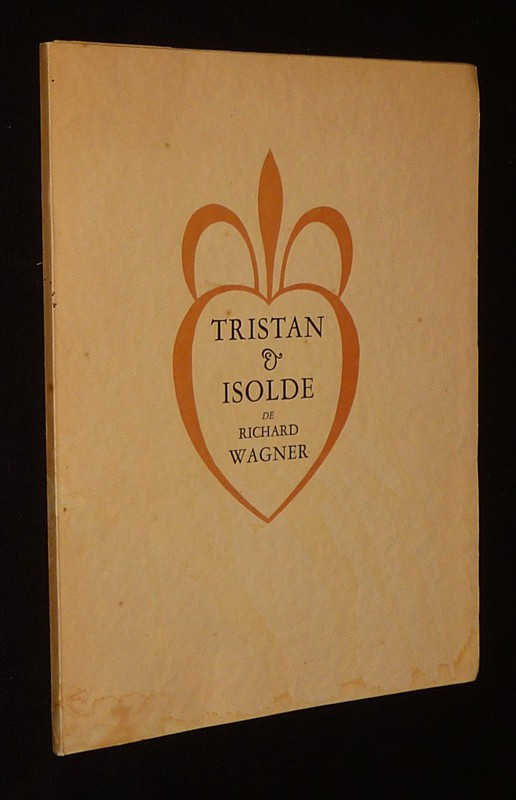 TRISTAN
&
ISOLDE
DE
RICHARD
WAGNER